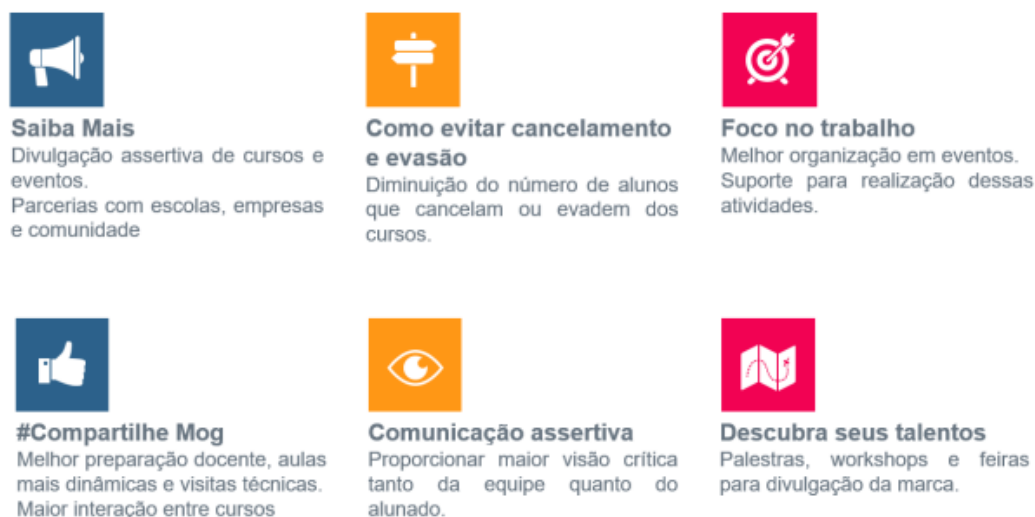 Saiba Mais
Divulgação assertiva de cursos e
eventos.
Parcerias com escolas, empresas
e comunidade
Como evitar cancelamento
e evasão
Diminuição do número de alunos
que cancelam ou evadem dos
cursos.
Foco no trabalho
Melhor organização em eventos.
Suporte para realização dessas
atividades.
#Compartilhe Mog
Melhor preparação docente, aulas
mais dinâmicas e visitas técnicas.
Maior interação entre cursos
Comunicação assertiva
Proporcionar maior visão crítica
tanto da equipe quanto do
alunado.
Descubra seus talentos
Palestras, workshops e feiras
para divulgação da marca.